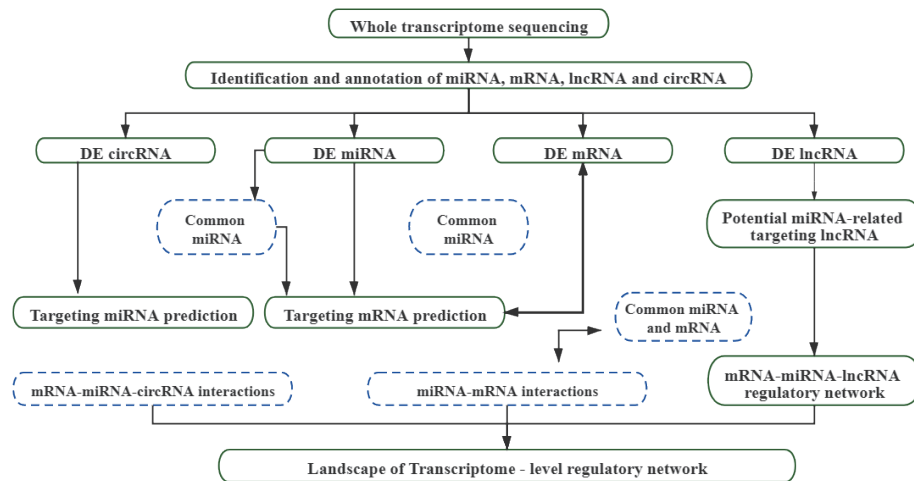 Whole transcriptome sequencing
Identification and annotation of miRNA, mRNA, lncRNA and circRNA
DE circRNA
DE miRNA
DE mRNA
DE lncRNA
Common
miRNA
Common
miRNA
Potential miRNA-related
targeting lncRNA
Targeting miRNA prediction
Targeting mRNA prediction
Common miRNA
and mRNA
mRNA-miRNA-circRNA interactions
miRNA-mRNA interactions
mRNA-miRNA-lncRNA
regulatory network
Landscape of Transcriptome - level regulatory network